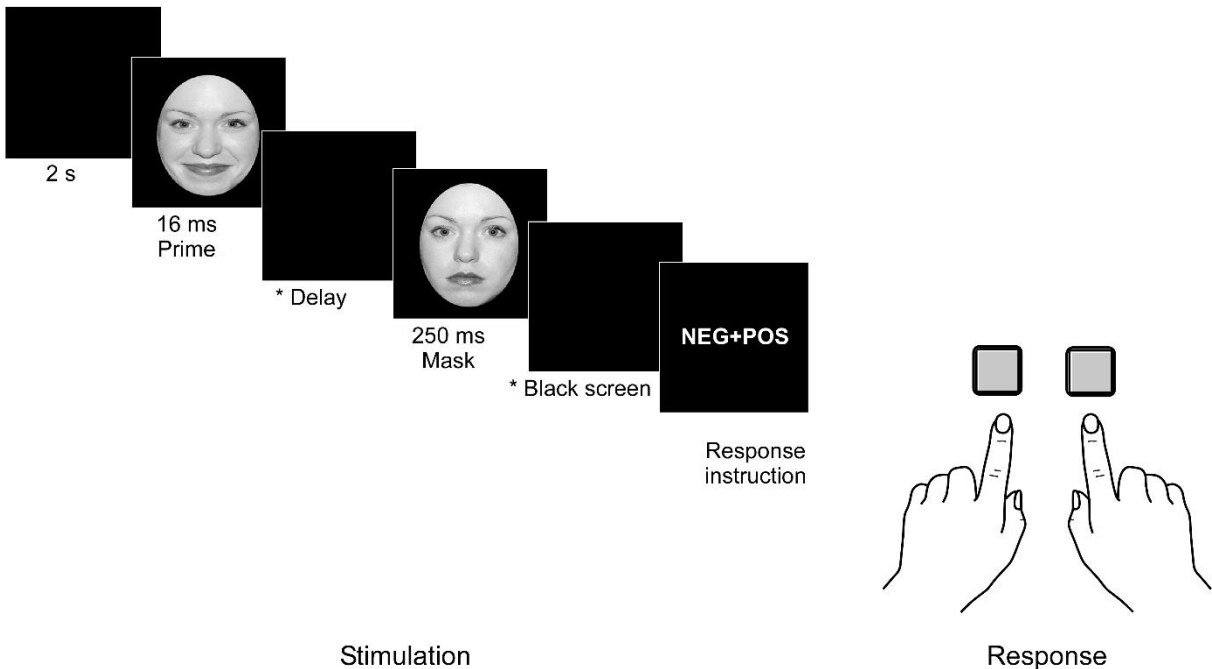 2 s
16 ms
Prime
* Delay
250 ms
Mask
* Black screen
NEG+POS
Response
instruction
Stimulation
Response